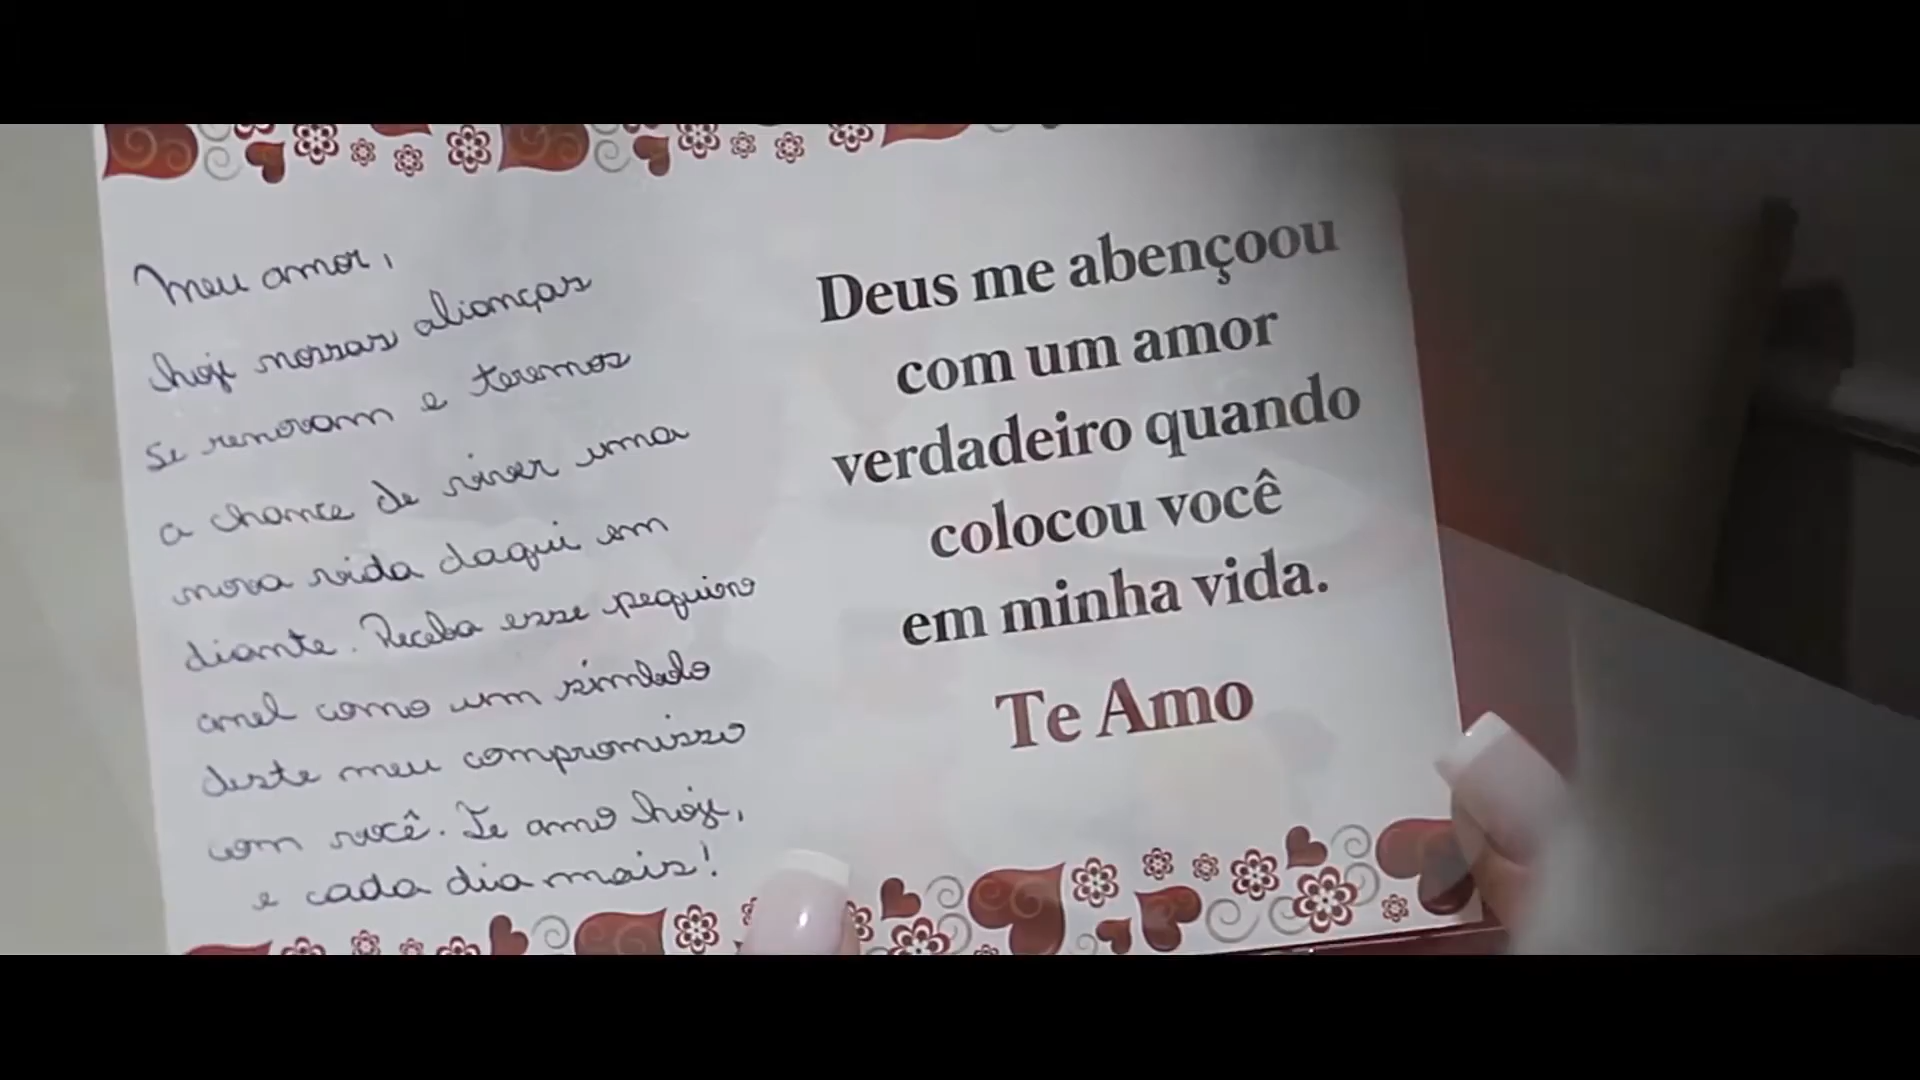 Meu amor,
hoje nossas alianças
se renovam e teremos
a chance de viver uma
nova vida daqui em
diante. Receba esse pequeno
anel como um simbolo
deste meu compromisso
com você. Te amo hoje,
e cada dia mais!
Deus me abençoou
com um amor
verdadeiro quando
colocou você
em minha vida.
Te Amo